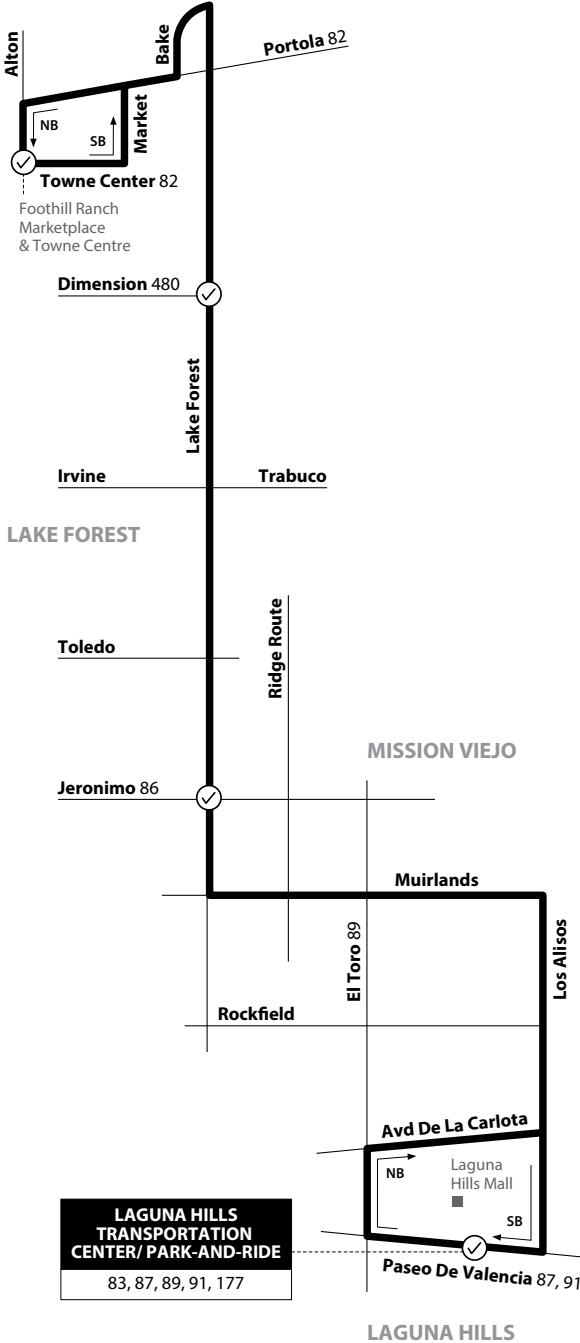 Alton
Bake
Portola 82
NB
SB
Market
Towne Center 82
Foothill Ranch
Marketplace
& Towne Centre
Dimension 480
Lake Forest
Irvine
Trabuco
LAKE FOREST
Ridge Route
Toledo
MISSION VIEJO
Jeronimo 86
Muirlands
El Toro 89
Los Alisos
Rockfield
Avd De La Carlota
NB
Laguna
Hills Mall
SB
LAGUNA HILLS
TRANSPORTATION
CENTER/ PARK-AND-RIDE
83, 87, 89, 91, 177
Paseo De Valencia 87, 91
LAGUNA HILLS